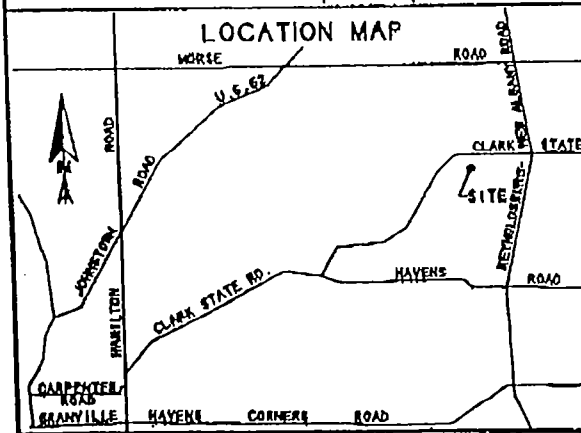 LOCATION MAP
MORSE ROAD
U.S. 62
ROAD
JOHNSTOWN ROAD
HAMILTON
REYNOLDSBURG- NEW ALBANY ROAD
CLARK STATE
SITE
HAVENS ROAD
CLARK STATE RD.
CARPENTER
ROAD
GRANVILLE HAVENS CORNERS ROAD